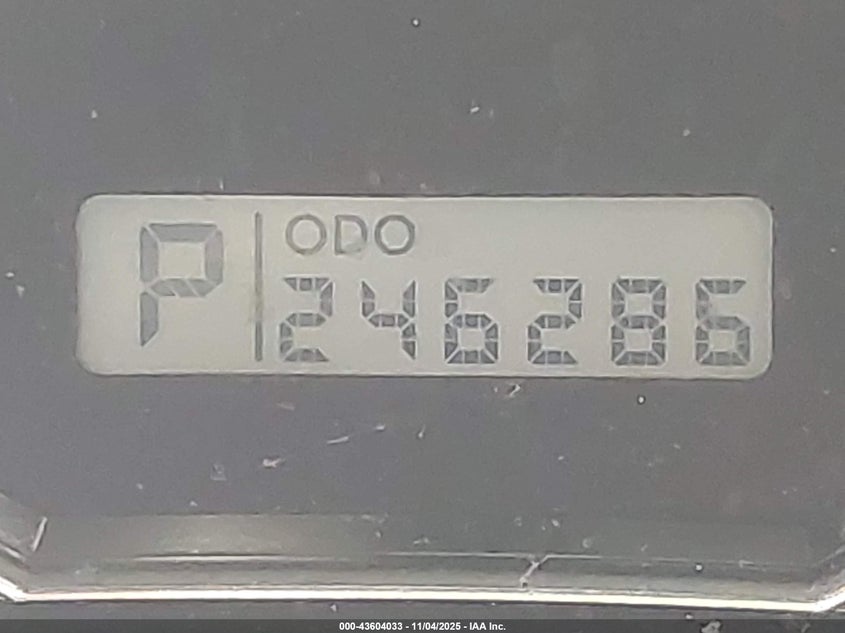 P
ODO
246286
000-43604033 - 11/04/2025 - IAA Inc.